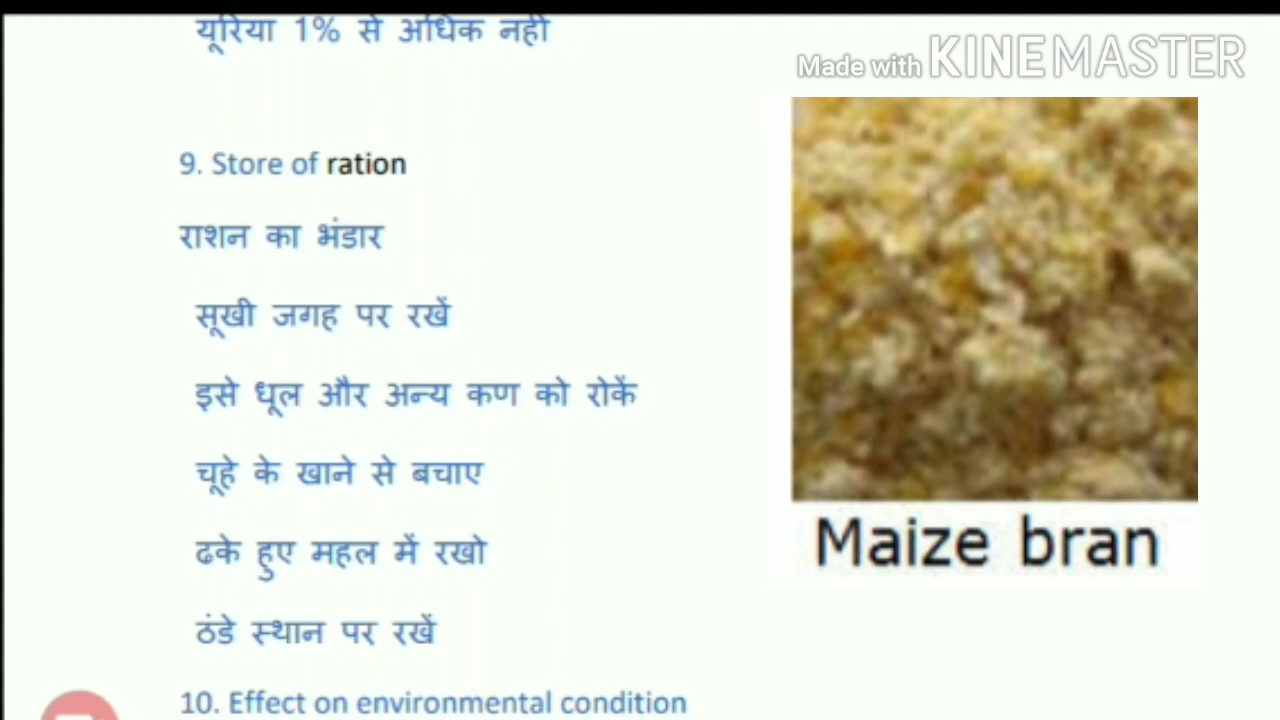 यूरिया 1% से अधिक नही
Made with KINEMASTER
9. Store of ration
राशन का भंडार
सूखी जगह पर रखें
इसे धूल और अन्य कण को रोकें
चूहे के खाने से बचाए
ढके हुए महल में रखो
ठंडे स्थान पर रखें
Maize bran
10. Effect on environmental condition